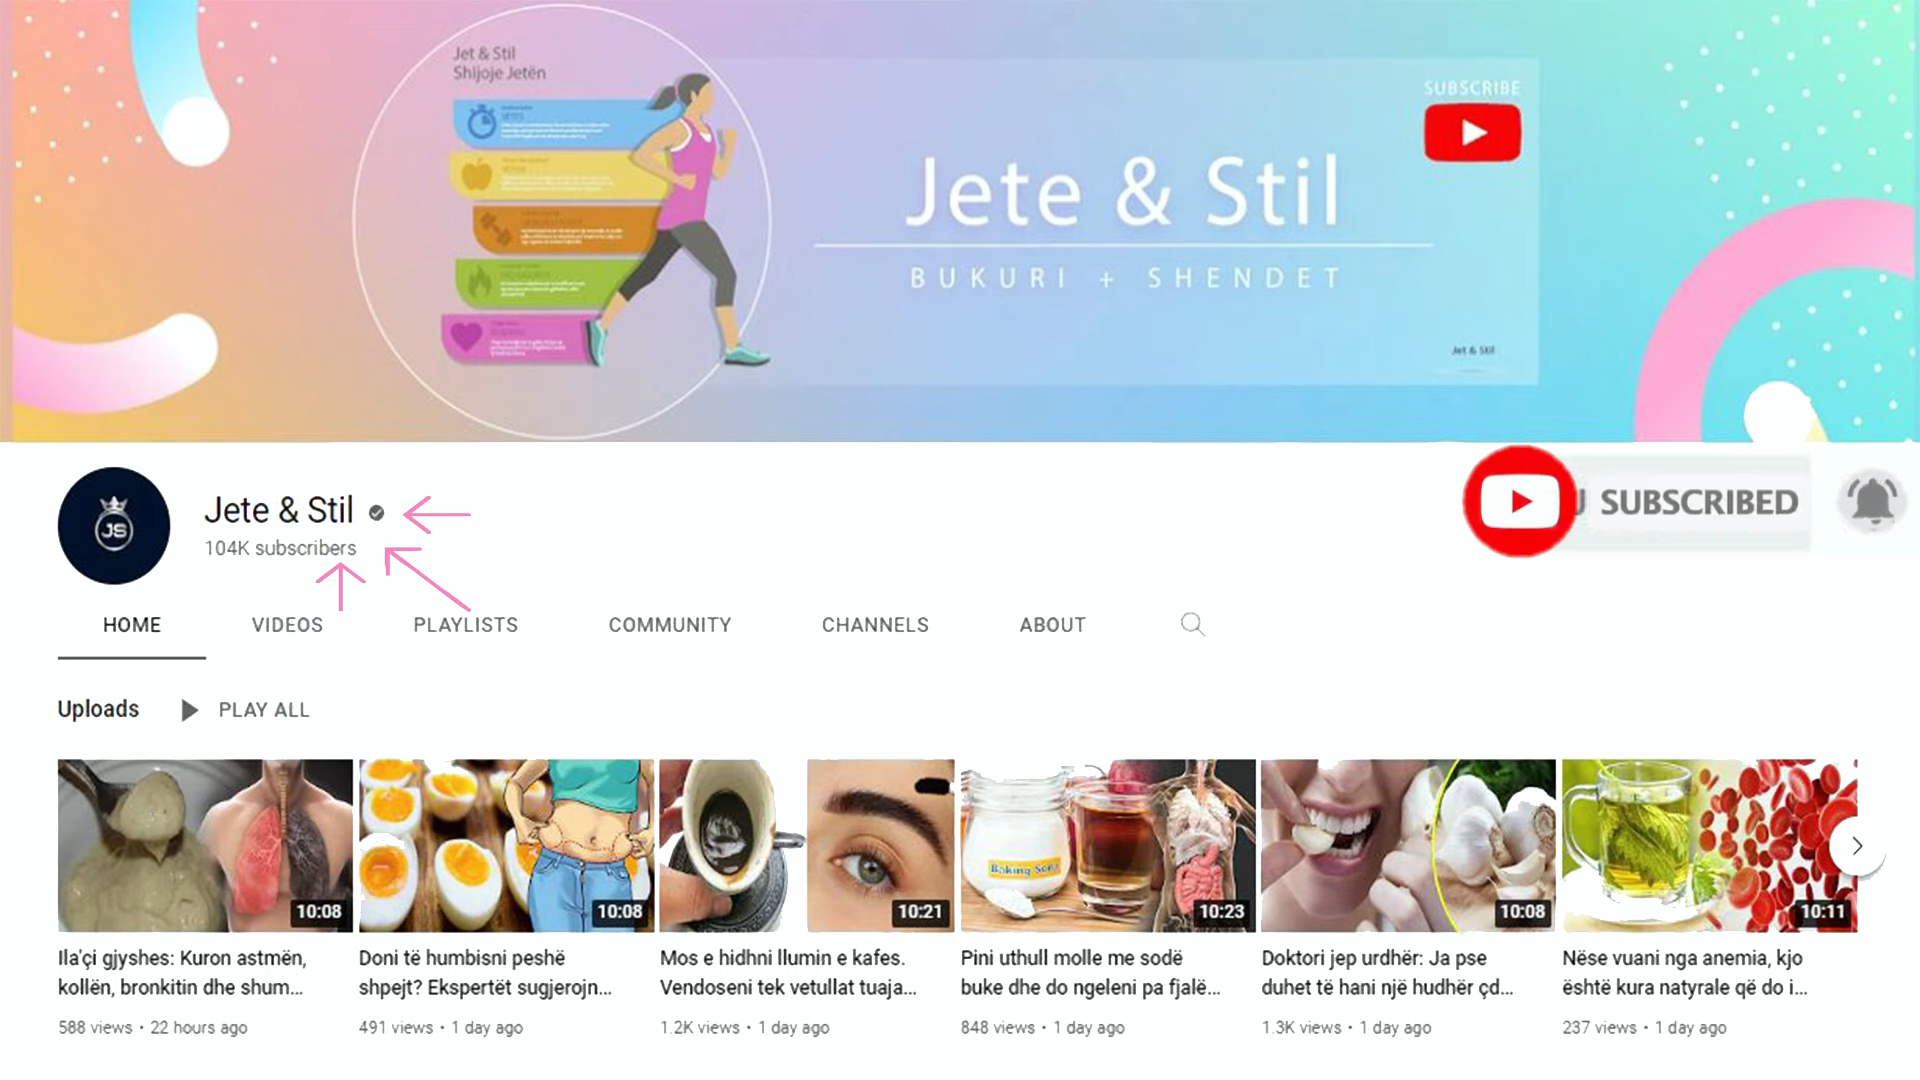 Jet & Stil
Shijoje Jetën
SUBSCRIBE
Jete & Stil
BUKURI + SHENDET
Jet & Stil
JS
Jete & Stil
SUBSCRIBED
104K subscribers
HOME VIDEOS PLAYLISTS COMMUNITY CHANNELS ABOUT
Uploads PLAY ALL
Baking Soda
10:08 10:08 10:21 10:23 10:08 10:11
Ila'çi gjyshes: Kuron astmën,
kollën, bronkitin dhe shum...
588 views • 22 hours ago
Doni të humbisni peshë
shpejt? Ekspertët sugjerojn...
491 views • 1 day ago
Mos e hidhni llumin e kafes.
Vendoseni tek vetullat tuaja...
1.2K views • 1 day ago
Pini uthull molle me sodë
buke dhe do ngeleni pa fjalë...
848 views • 1 day ago
Doktori jep urdhër: Ja pse
duhet të hani një hudhër çd...
1.3K views • 1 day ago
Nëse vuani nga anemia, kjo
është kura natyrale që do i...
237 views • 1 day ago